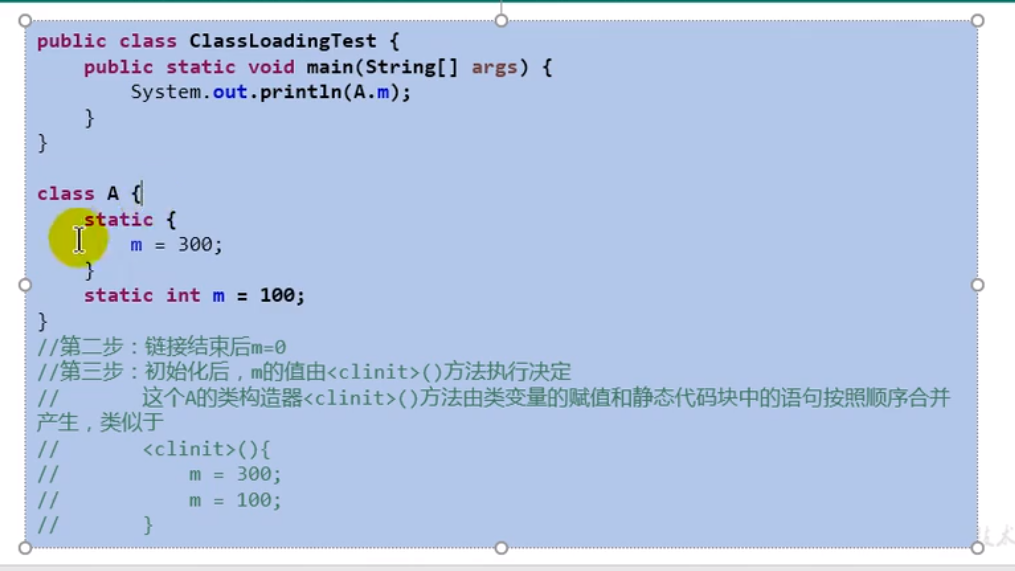 public class ClassLoadingTest {
    public static void main(String[] args) {
        System.out.println(A.m);
    }
}
class A {
    static {
        m = 300;
    }
    static int m = 100;
}
//第二步：链接结束后m=0
//第三步：初始化后，m的值由<clinit>()方法执行决定
//       这个A的类构造器<clinit>()方法由类变量的赋值和静态代码块中的语句按照顺序合并
产生，类似于
//       <clinit>(){
//           m = 300;
//           m = 100;
//       }
技术